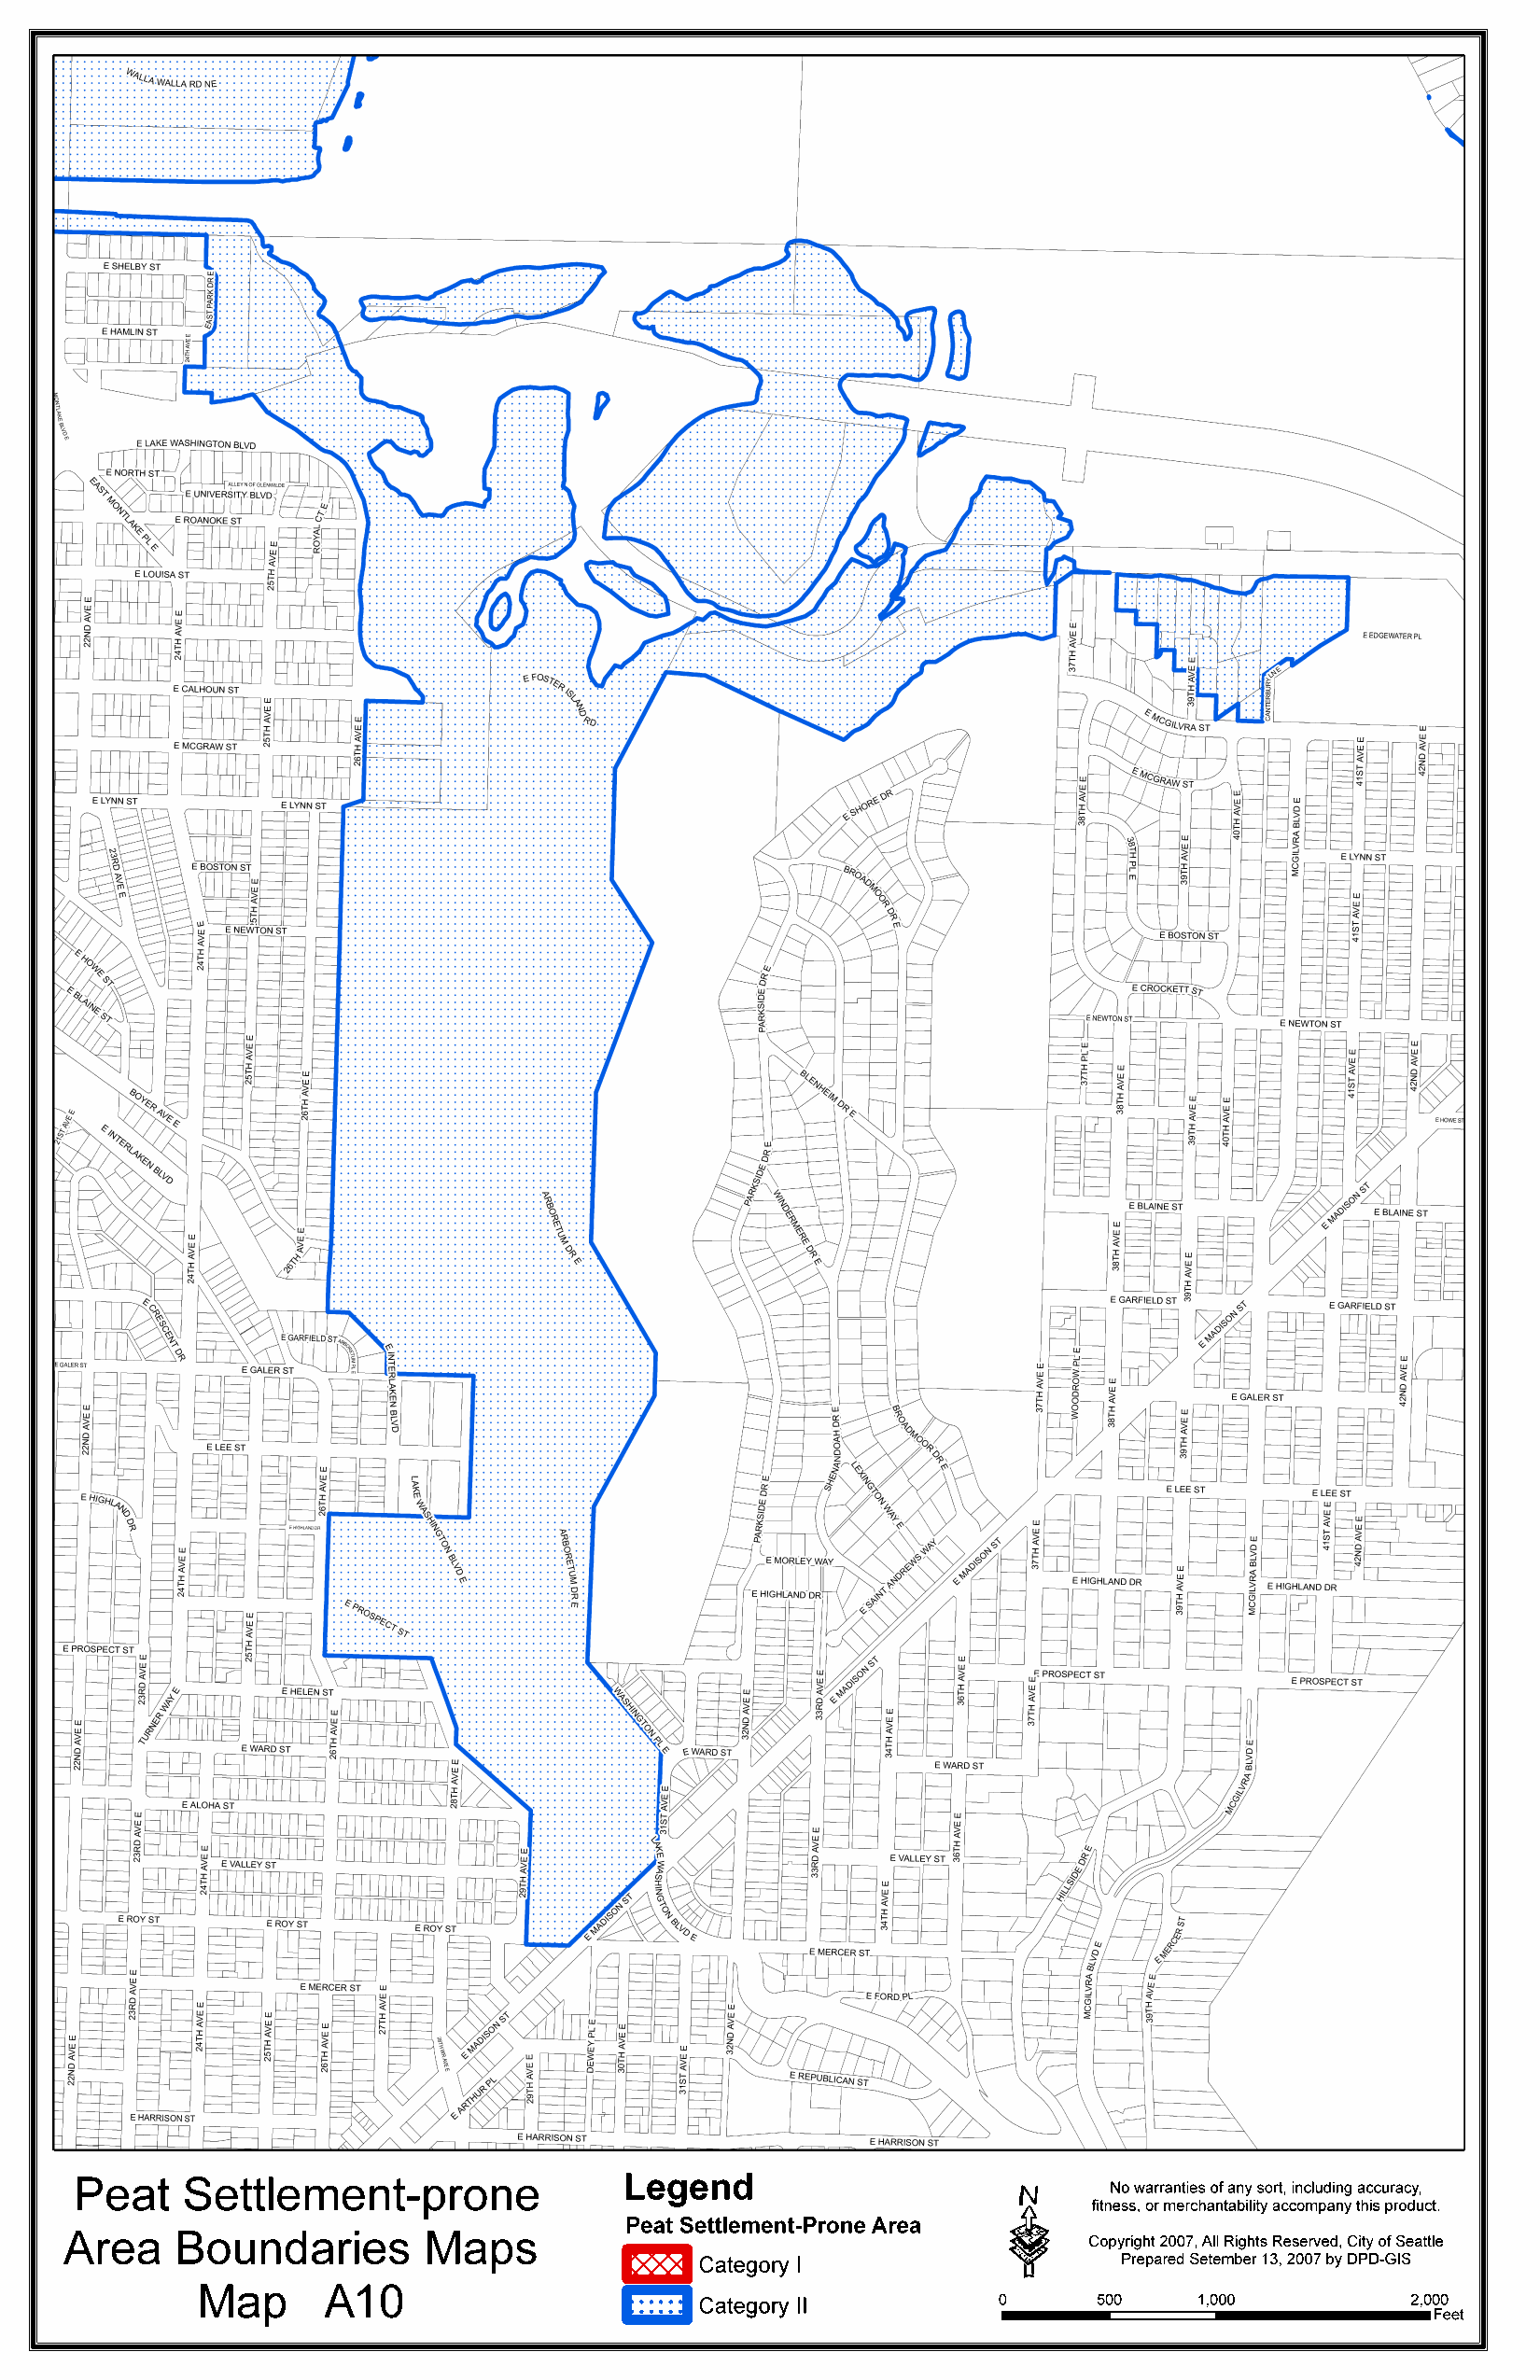 WALLA WALLA RD NE
E SHELBY ST
EAST PARK DR E
E HAMLIN ST
24TH AVE E
MONTLAKE BLVD E
E LAKE WASHINGTON BLVD
E NORTH ST
ALLEY N OF GLENWILDE
EAST MONTLAKE PL E
E UNIVERSITY BLVD
E ROANOKE ST
ROYAL CT E
25TH AVE E
E LOUISA ST
22ND AVE E
24TH AVE E
37TH AVE E
E EDGEWATER PL
39TH AVE E
CANTERBURY LN E
E FOSTER ISLAND RD
E CALHOUN ST
25TH AVE E
26TH AVE E
E MCGILVRA ST
E MCGRAW ST
41ST AVE E
42ND AVE E
E MCGRAW ST
E LYNN ST
E LYNN ST
E SHORE DR
38TH AVE E
40TH AVE E
MCGILVRA BLVD E
38TH PL E
39TH AVE E
E LYNN ST
23RD AVE E
E BOSTON ST
25TH AVE E
BROADMOOR DR E
41ST AVE E
E NEWTON ST
24TH AVE E
E BOSTON ST
E HOWE ST
E BLAINE ST
PARKSIDE DR E
E CROCKETT ST
E NEWTON ST
E NEWTON ST
25TH AVE E
26TH AVE E
BLENHEIM DR E
37TH PL E
38TH AVE E
39TH AVE E
40TH AVE E
41ST AVE E
42ND AVE E
E HOWE ST
BOYER AVE E
21ST AVE E
E INTERLAKEN BLVD
PARKSIDE DR E
WINDERMERE DR E
ARBORETUM DR E
E BLAINE ST
E MADISON ST
E BLAINE ST
24TH AVE E
26TH AVE E
38TH AVE E
39TH AVE E
E CRESCENT DR
E GARFIELD ST
ARBORETUM PL E
E INTERLAKEN BLVD
E GARFIELD ST
E MADISON ST
E GARFIELD ST
E GALER ST
E GALER ST
37TH AVE E
WOODROW PL E
38TH AVE E
E GALER ST
42ND AVE E
22ND AVE E
E LEE ST
SHENANDOAH DR E
BROADMOOR DR E
39TH AVE E
LEXINGTON WAY E
26TH AVE E
LAKE WASHINGTON BLVD E
PARKSIDE DR E
E LEE ST
E LEE ST
E HIGHLAND DR
E HIGHLAND DR
ARBORETUM DR E
E MORLEY WAY
E SAINT ANDREWS WAY
E MADISON ST
37TH AVE E
41ST AVE E
42ND AVE E
24TH AVE E
E HIGHLAND DR
E HIGHLAND DR
39TH AVE E
MCGILVRA BLVD E
E HIGHLAND DR
E PROSPECT ST
25TH AVE E
E PROSPECT ST
23RD AVE E
E MADISON ST
36TH AVE E
E PROSPECT ST
E PROSPECT ST
TURNER WAY E
E HELEN ST
WASHINGTON PL E
32ND AVE E
33RD AVE E
37TH AVE E
22ND AVE E
26TH AVE E
E WARD ST
E WARD ST
34TH AVE E
E WARD ST
MCGILVRA BLVD E
28TH AVE E
31ST AVE E
E ALOHA ST
23RD AVE E
24TH AVE E
E VALLEY ST
29TH AVE E
LAKE WASHINGTON BLVD E
33RD AVE E
E VALLEY ST
36TH AVE E
34TH AVE E
HILLSIDE DR E
E ROY ST
E ROY ST
E ROY ST
E MADISON ST
E MERCER ST
E MERCER ST
MCGILVRA BLVD E
39TH AVE E
23RD AVE E
E MERCER ST
27TH AVE E
E FORD PL
22ND AVE E
24TH AVE E
25TH AVE E
26TH AVE E
E MADISON ST
DEWEY PL E
30TH AVE E
31ST AVE E
32ND AVE E
29TH AVE E
E REPUBLICAN ST
E ARTHUR PL
E HARRISON ST
E HARRISON ST
E HARRISON ST
Peat Settlement-prone
Area Boundaries Maps
Map A10
Legend
Peat Settlement-Prone Area
Category I
Category II
N
No warranties of any sort, including accuracy,
fitness, or merchantability accompany this product.
Copyright 2007, All Rights Reserved, City of Seattle
Prepared Setember 13, 2007 by DPD-GIS
0 500 1,000 2,000
Feet